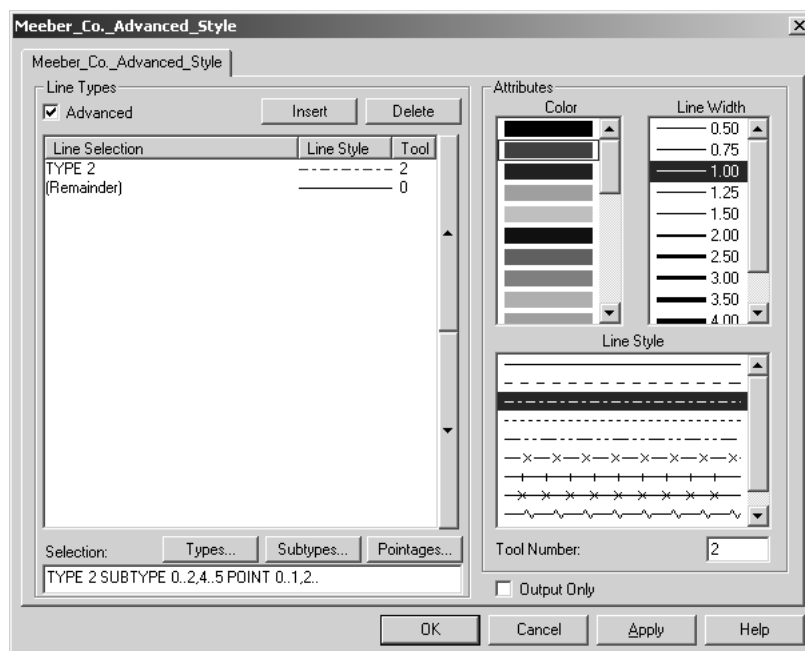 Meeber_Co._Advanced_Style
Meeber_Co._Advanced_Style
Line Types
Advanced
Insert
Delete
Line Selection Line Style Tool
TYPE 2 2
(Remainder) 0
Selection:
Types...
Subtypes...
Pointages...
TYPE 2 SUBTYPE 0..2,4..5 POINT 0..1,2..
Attributes
Color
Line Width
0.50
0.75
1.00
1.25
1.50
2.00
2.50
3.00
3.50
4.00
Line Style
Tool Number:
2
Output Only
OK
Cancel
Apply
Help